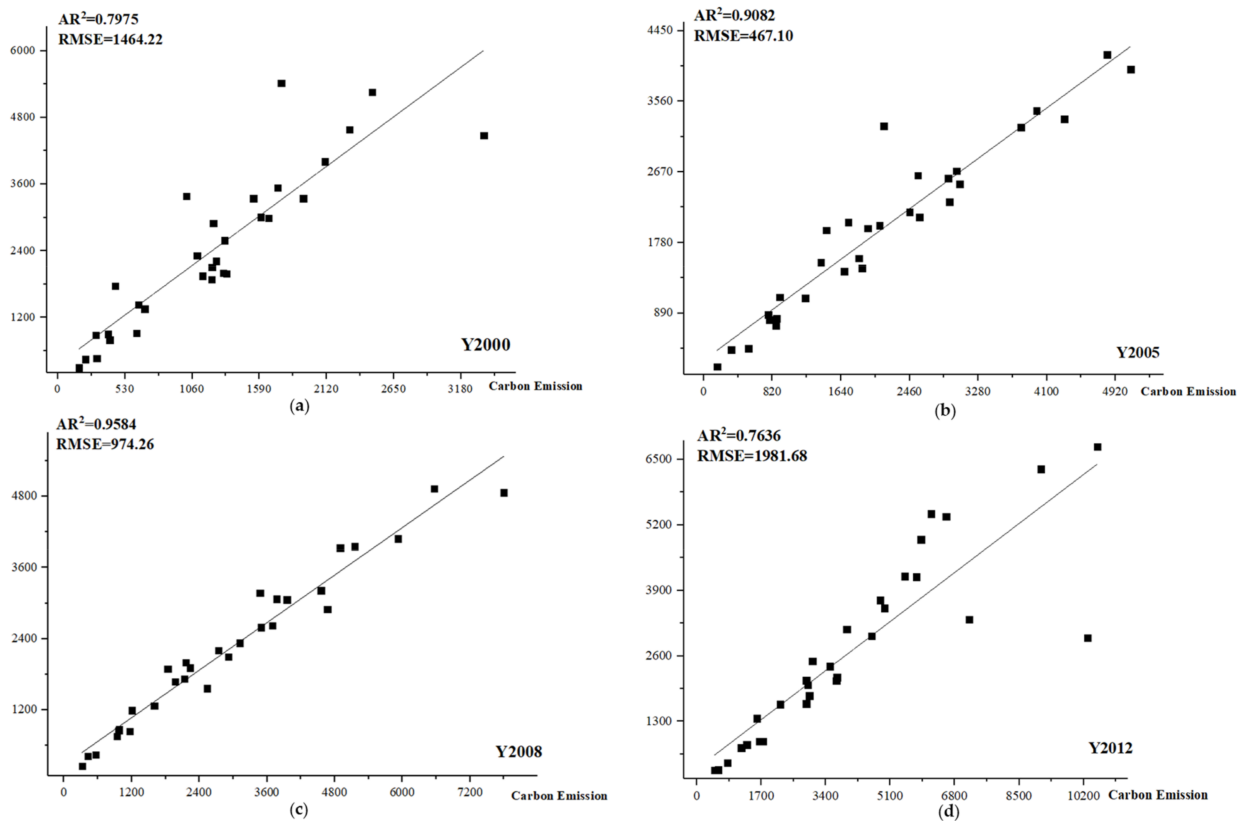 AR²=0.7975
RMSE=1464.22
6000
4800
3600
2400
1200
Y2000
0 530 1060 1590 2120 2650 3180 Carbon Emission
(a)
AR²=0.9082
RMSE=467.10
4450
3560
2670
1780
890
Y2005
0 820 1640 2460 3280 4100 4920 Carbon Emission
(b)
AR²=0.9584
RMSE=974.26
4800
3600
2400
1200
Y2008
0 1200 2400 3600 4800 6000 7200 Carbon Emission
(c)
AR²=0.7636
RMSE=1981.68
6500
5200
3900
2600
1300
Y2012
0 1700 3400 5100 6800 8500 10200 Carbon Emission
(d)